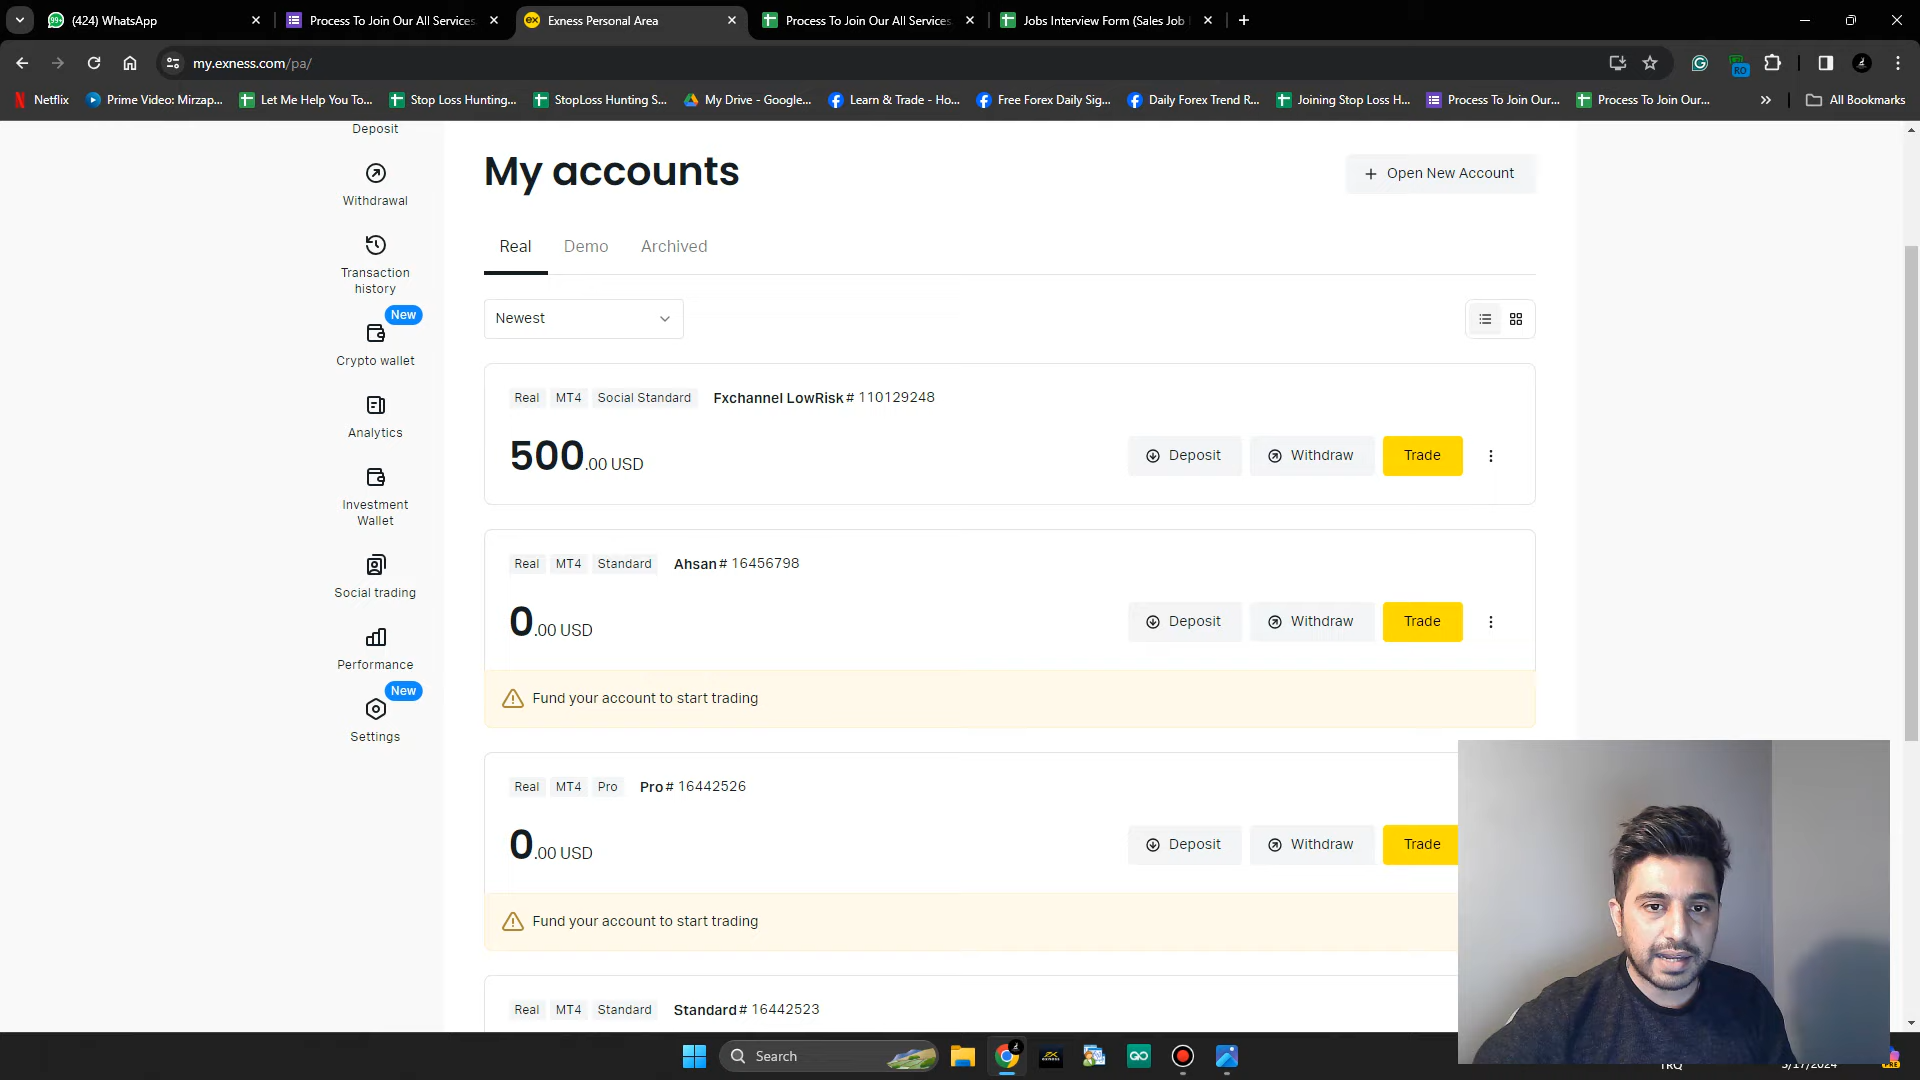 (424) WhatsApp
Process To Join Our All Services
Exness Personal Area
Process To Join Our All Services
Jobs Interview Form (Sales Job
my.exness.com/pa/
Netflix
Prime Video: Mirzap...
Let Me Help You To...
Stop Loss Hunting...
StopLoss Hunting S...
My Drive - Google...
Learn & Trade - Ho...
Free Forex Daily Sig...
Daily Forex Trend R...
Joining Stop Loss H...
Process To Join Our...
Process To Join Our...
All Bookmarks
RO
Deposit
Withdrawal
Transaction
history
New
Crypto wallet
Analytics
Investment
Wallet
Social trading
Performance
New
Settings
My accounts
Open New Account
Real
Demo
Archived
Newest
Real MT4 Social Standard Fxchannel LowRisk # 110129248
500.00 USD
Deposit
Withdraw
Trade
Real MT4 Standard Ahsan # 16456798
0.00 USD
Deposit
Withdraw
Trade
Fund your account to start trading
Real MT4 Pro Pro # 16442526
0.00 USD
Deposit
Withdraw
Trade
Fund your account to start trading
Real MT4 Standard Standard # 16442523
Search